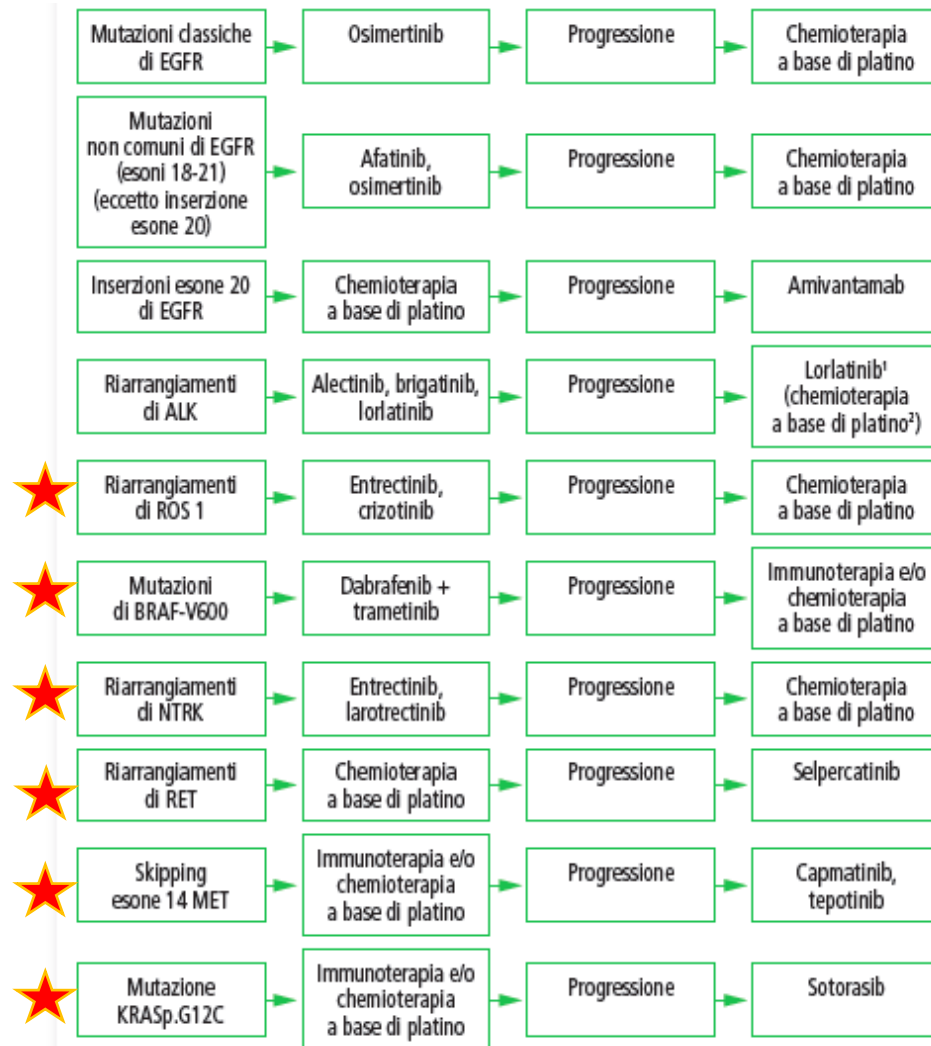 Mutazioni classiche
di EGFR
Osimertinib
Progressione
Chemioterapia
a base di platino
Mutazioni
non comuni di EGFR
(esoni 18-21)
(eccetto inserzione
esone 20)
Afatinib,
osimertinib
Progressione
Chemioterapia
a base di platino
Inserzioni esone 20
di EGFR
Chemioterapia
a base di platino
Progressione
Amivantamab
Riarrangiamenti
di ALK
Alectinib, brigatinib,
lorlatinib
Progressione
Lorlatinib¹
(chemioterapia
a base di platino²)
Riarrangiamenti
di ROS 1
Entrectinib,
crizotinib
Progressione
Chemioterapia
a base di platino
Mutazioni
di BRAF-V600
Dabrafenib +
trametinib
Progressione
Immunoterapia e/o
chemioterapia
a base di platino
Riarrangiamenti
di NTRK
Entrectinib,
larotrectinib
Progressione
Chemioterapia
a base di platino
Riarrangiamenti
di RET
Chemioterapia
a base di platino
Progressione
Selpercatinib
Skipping
esone 14 MET
Immunoterapia e/o
chemioterapia
a base di platino
Progressione
Capmatinib,
tepotinib
Mutazione
KRASp.G12C
Immunoterapia e/o
chemioterapia
a base di platino
Progressione
Sotorasib